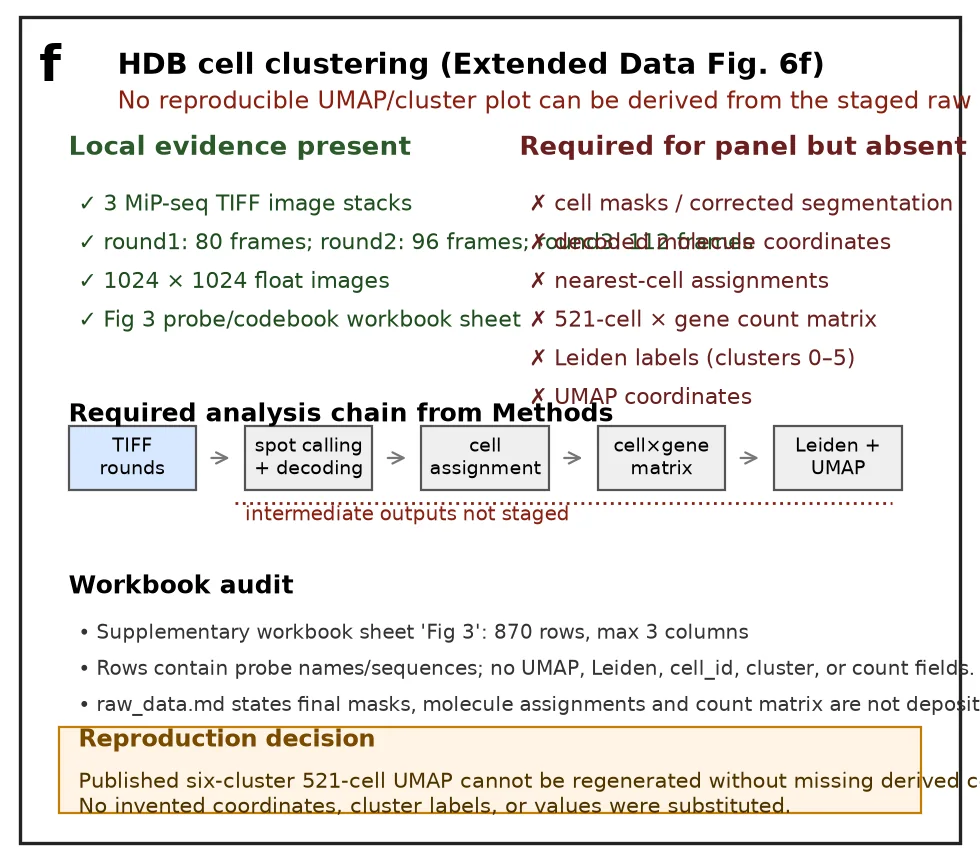 f
HDB cell clustering (Extended Data Fig. 6f)
No reproducible UMAP/cluster plot can be derived from the staged raw
Local evidence present
✓ 3 MiP-seq TIFF image stacks
✓ round1: 80 frames; round2: 96 frames; round3: 112 frames
✓ 1024 × 1024 float images
✓ Fig 3 probe/codebook workbook sheet
Required for panel but absent
✗ cell masks / corrected segmentation
✗ decoded molecule coordinates
✗ nearest-cell assignments
✗ 521-cell × gene count matrix
✗ Leiden labels (clusters 0–5)
✗ UMAP coordinates
Required analysis chain from Methods
TIFF
rounds
spot calling
+ decoding
cell
assignment
cell×gene
matrix
Leiden +
UMAP
intermediate outputs not staged
Workbook audit
• Supplementary workbook sheet 'Fig 3': 870 rows, max 3 columns
• Rows contain probe names/sequences; no UMAP, Leiden, cell_id, cluster, or count fields.
• raw_data.md states final masks, molecule assignments and count matrix are not deposit
Reproduction decision
Published six-cluster 521-cell UMAP cannot be regenerated without missing derived c
No invented coordinates, cluster labels, or values were substituted.